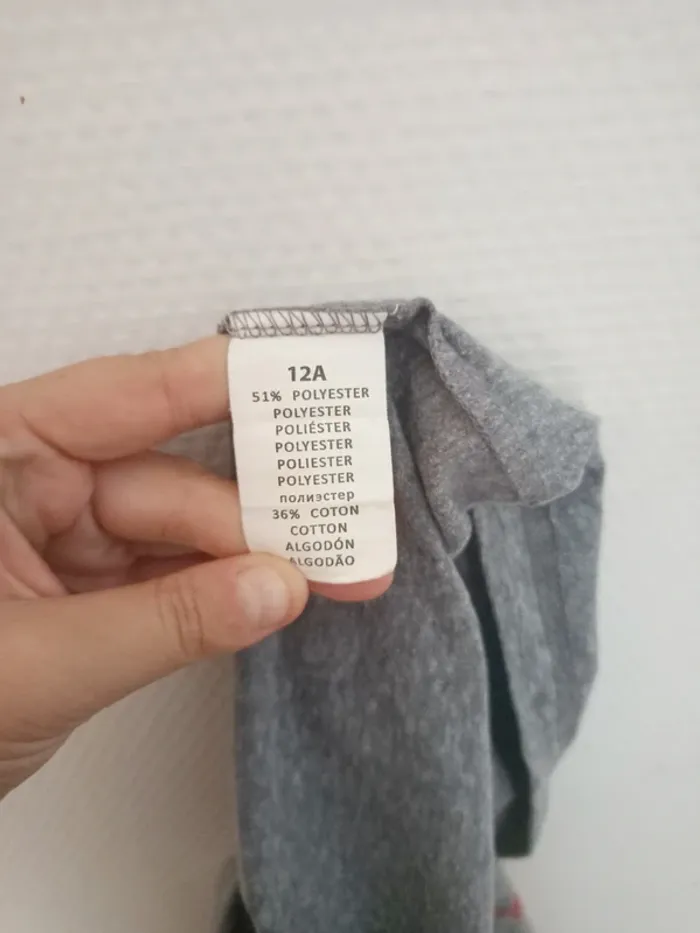 12A
51% POLYESTER
POLYESTER
POLIÉSTER
POLYESTER
POLIESTER
POLYESTER
полиэстер
36% COTON
COTTON
ALGODÓN
ALGODÃO